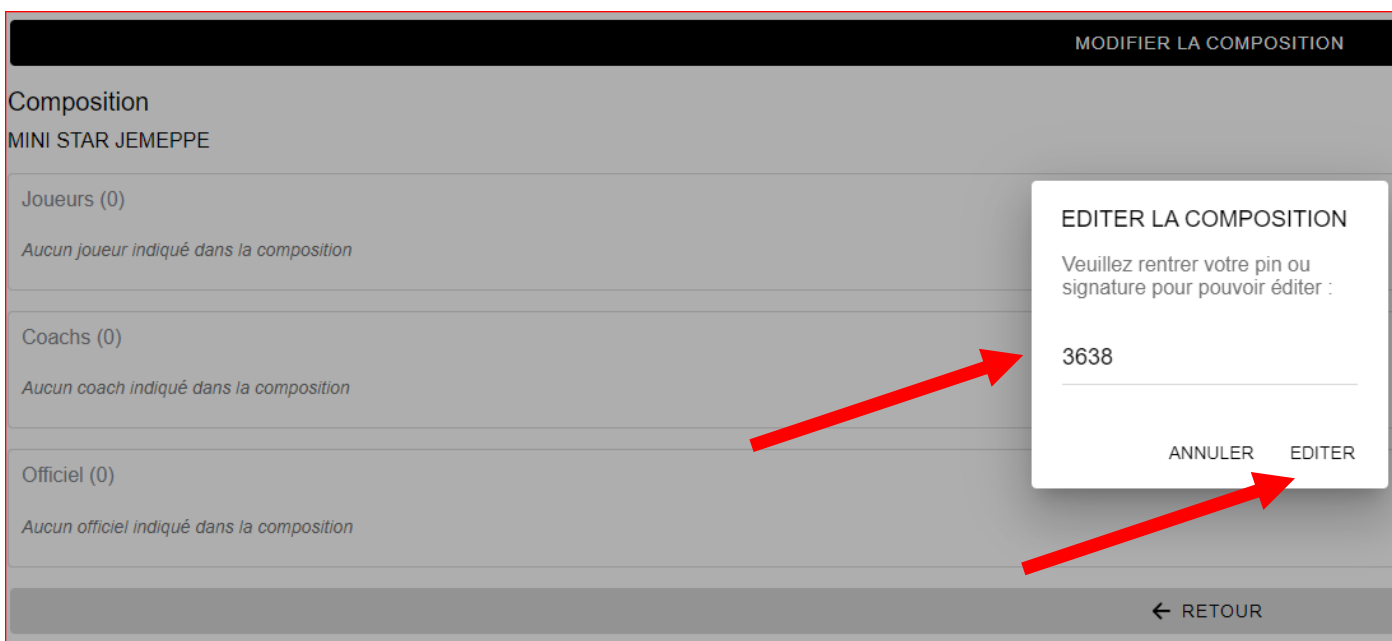 MODIFIER LA COMPOSITION
Composition
MINI STAR JEMEPPE
Joueurs (0)
Aucun joueur indiqué dans la composition
Coachs (0)
Aucun coach indiqué dans la composition
Officiel (0)
Aucun officiel indiqué dans la composition
EDITER LA COMPOSITION
Veuillez rentrer votre pin ou
signature pour pouvoir éditer :
3638
ANNULER EDITER
← RETOUR